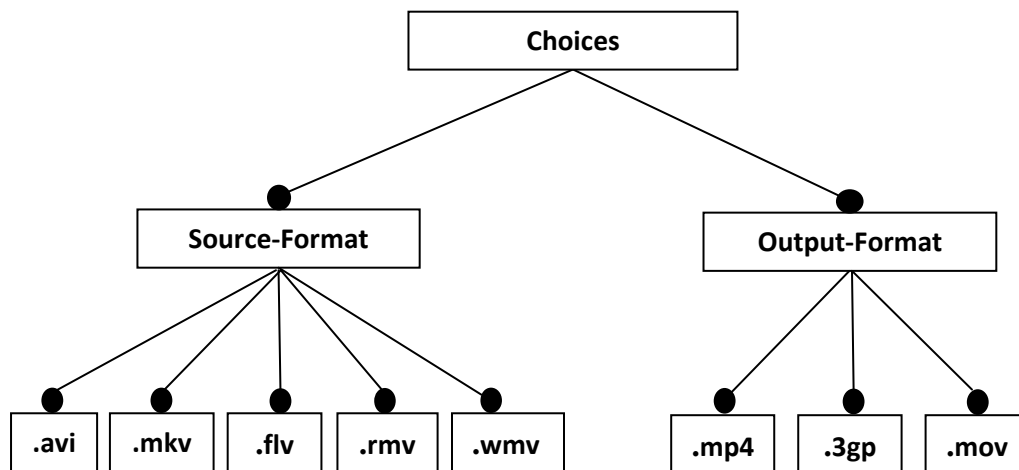 Choices
Source-Format
Output-Format
.avi
.mkv
.flv
.rmv
.wmv
.mp4
.3gp
.mov